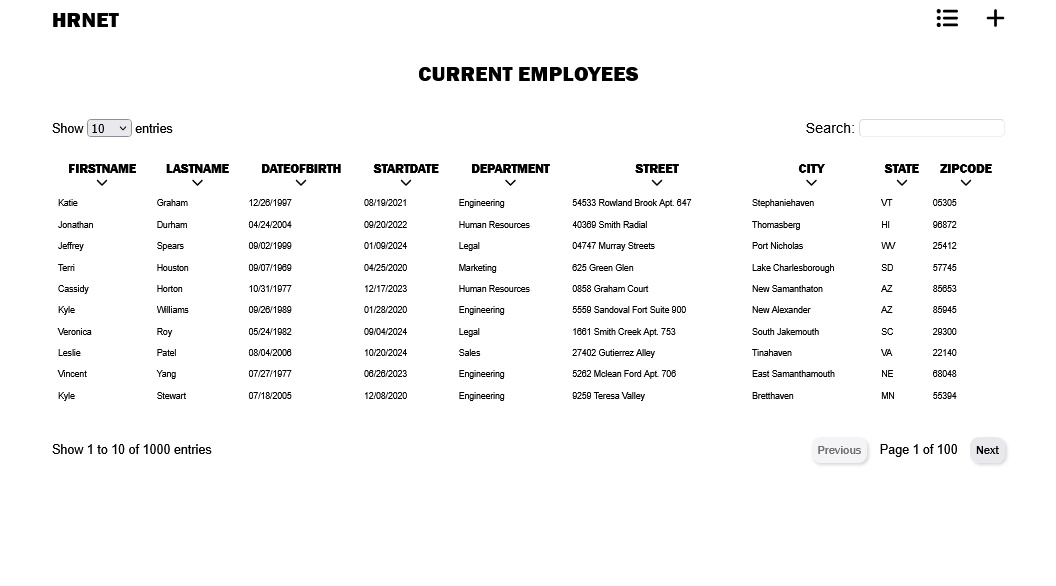 HRNET
CURRENT EMPLOYEES
Show 10 entries Search:
FIRSTNAME LASTNAME DATEOFBIRTH STARTDATE DEPARTMENT STREET CITY STATE ZIPCODE
Katie Graham 12/26/1997 08/19/2021 Engineering 54533 Rowland Brook Apt. 647 Stephaniehaven VT 05305
Jonathan Durham 04/24/2004 09/20/2022 Human Resources 40369 Smith Radial Thomasberg HI 96872
Jeffrey Spears 09/02/1999 01/09/2024 Legal 04747 Murray Streets Port Nicholas WV 25412
Terri Houston 09/07/1969 04/25/2020 Marketing 625 Green Glen Lake Charlesborough SD 57745
Cassidy Horton 10/31/1977 12/17/2023 Human Resources 0858 Graham Court New Samanthaton AZ 85653
Kyle Williams 09/26/1989 01/28/2020 Engineering 5559 Sandoval Fort Suite 900 New Alexander AZ 85945
Veronica Roy 05/24/1982 09/04/2024 Legal 1661 Smith Creek Apt. 753 South Jakemouth SC 29300
Leslie Patel 08/04/2006 10/20/2024 Sales 27402 Gutierrez Alley Tinahaven VA 22140
Vincent Yang 07/27/1977 06/26/2023 Engineering 5262 Mclean Ford Apt. 706 East Samanthamouth NE 68048
Kyle Stewart 07/18/2005 12/08/2020 Engineering 9259 Teresa Valley Bretthaven MN 55394
Show 1 to 10 of 1000 entries Previous Page 1 of 100 Next